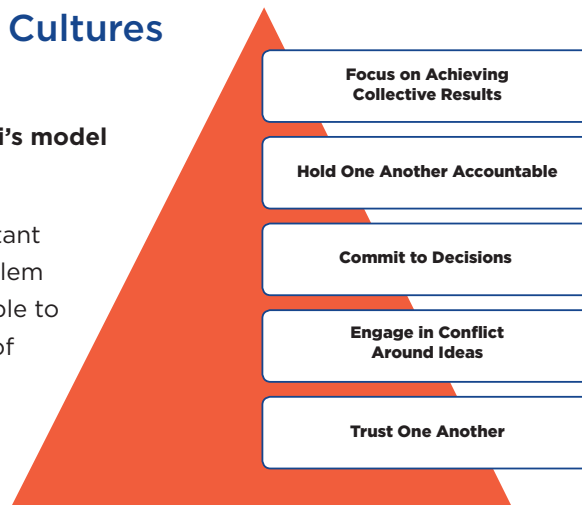 Cultures
i's model
tant
lem
ble to
of
Focus on Achieving
Collective Results
Hold One Another Accountable
Commit to Decisions
Engage in Conflict
Around Ideas
Trust One Another